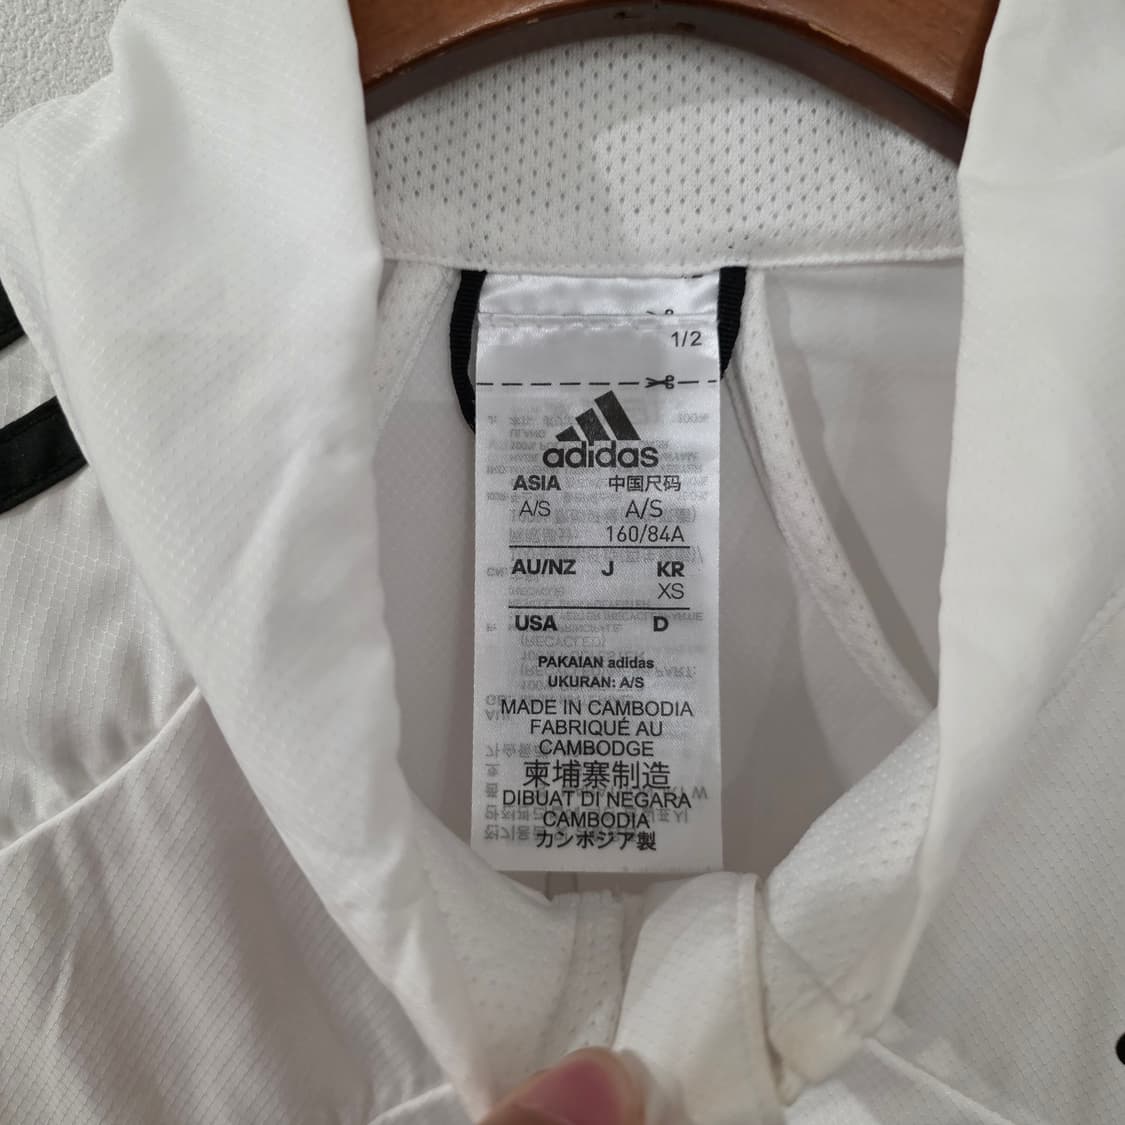 1/2
adidas
ASIA 中国尺码
A/S A/S
160/84A
AU/NZ J KR
XS
USA D
PAKAIAN adidas
UKURAN: A/S
MADE IN CAMBODIA
FABRIQUÉ AU
CAMBODGE
柬埔寨制造
DIBUAT DI NEGARA
CAMBODIA
カンボジア製